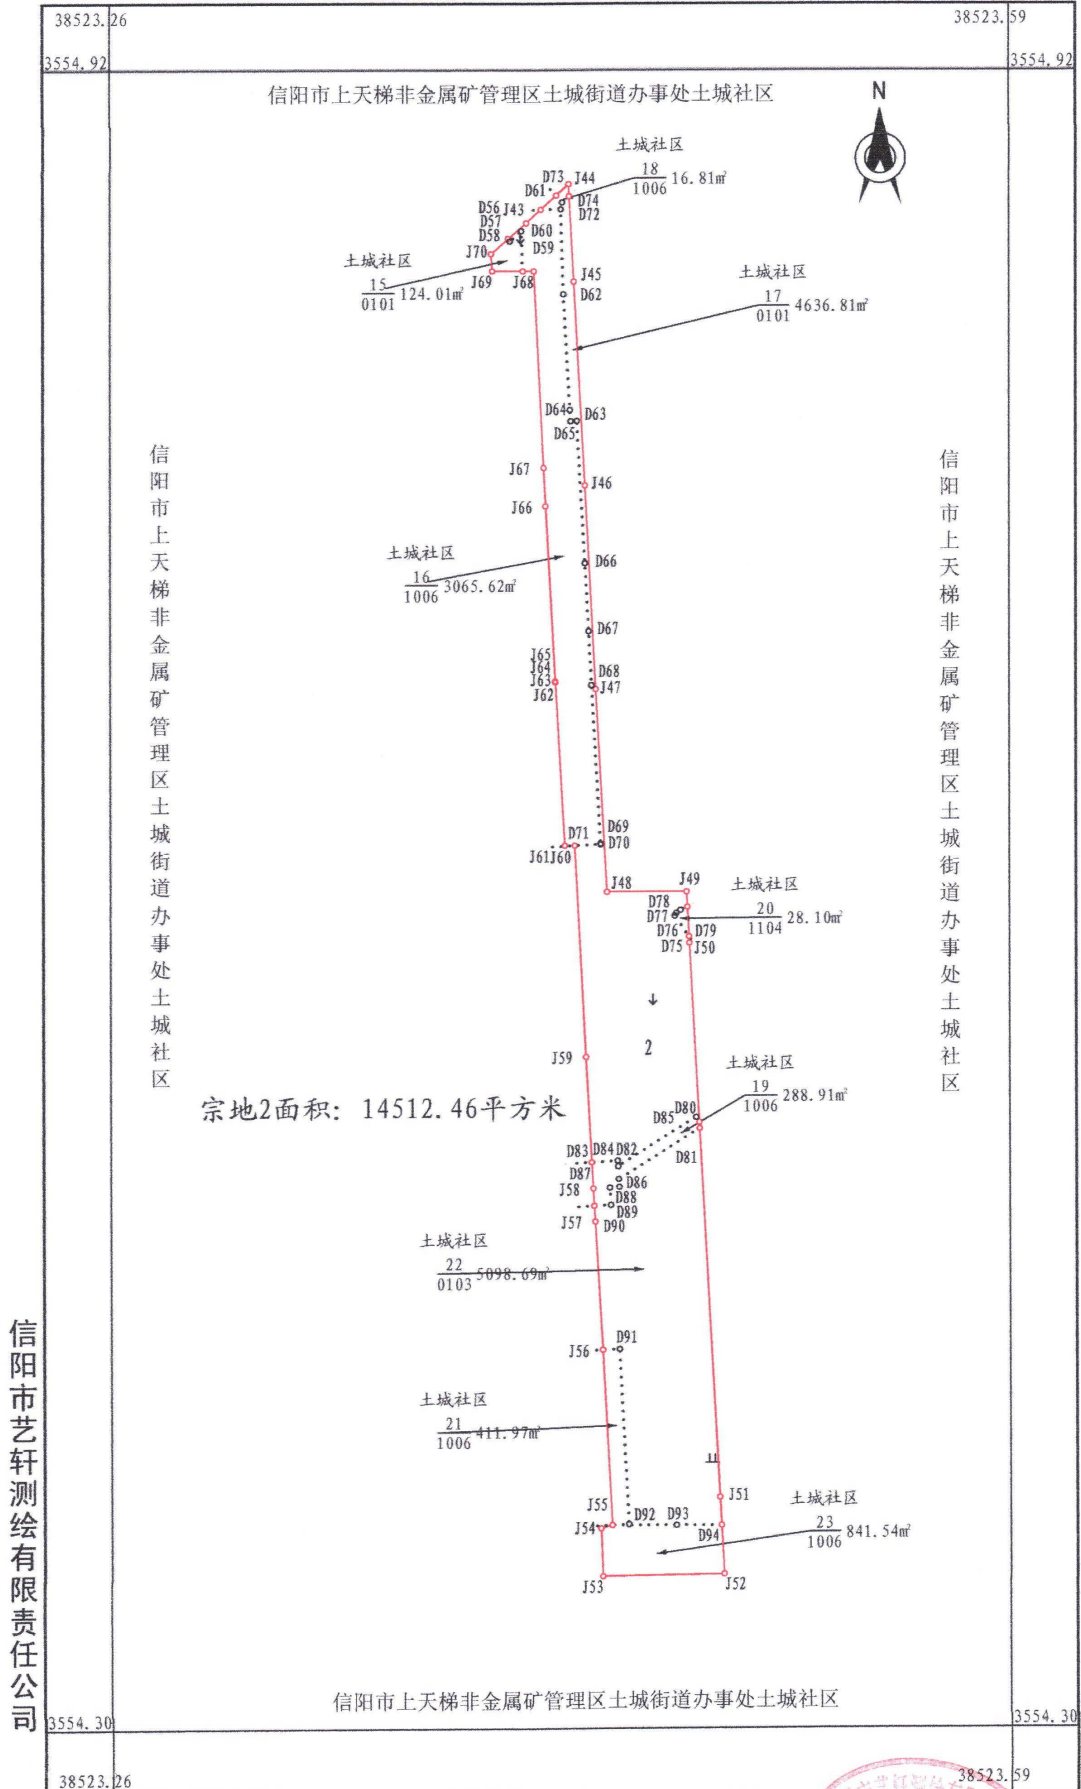 38523.26
38523.59
3554.92
3554.92
信阳市上天梯非金属矿管理区土城街道办事处土城社区
N
土城社区
18
1006
16.81㎡
D73
J44
D61
D74
D56
J43
D72
D57
D58
D60
D59
J70
J69
J68
土城社区
15
0101
124.01㎡
J45
D62
土城社区
17
0101
4636.81㎡
D64
D63
D65
J67
J46
J66
信阳市上天梯非金属矿管理区土城街道办事处土城社区
信阳市上天梯非金属矿管理区土城街道办事处土城社区
土城社区
16
1006
3065.62㎡
D66
D67
J65
J64
J63
J62
D68
J47
D69
D71
D70
J61
J60
J48
J49
土城社区
20
1104
28.10㎡
D78
D77
D76
D79
D75
J50
2
J59
土城社区
19
1006
288.91㎡
宗地2面积：14512.46平方米
D80
D85
D83
D84
D82
D81
D87
D86
J58
D88
D89
J57
D90
土城社区
22
0103
5098.69㎡
J56
D91
土城社区
21
1006
411.97㎡
J51
J55
D92
D93
J54
D94
土城社区
23
1006
841.54㎡
J53
J52
信阳市艺轩测绘有限责任公司
信阳市上天梯非金属矿管理区土城街道办事处土城社区
3554.30
3554.30
38523.26
38523.59